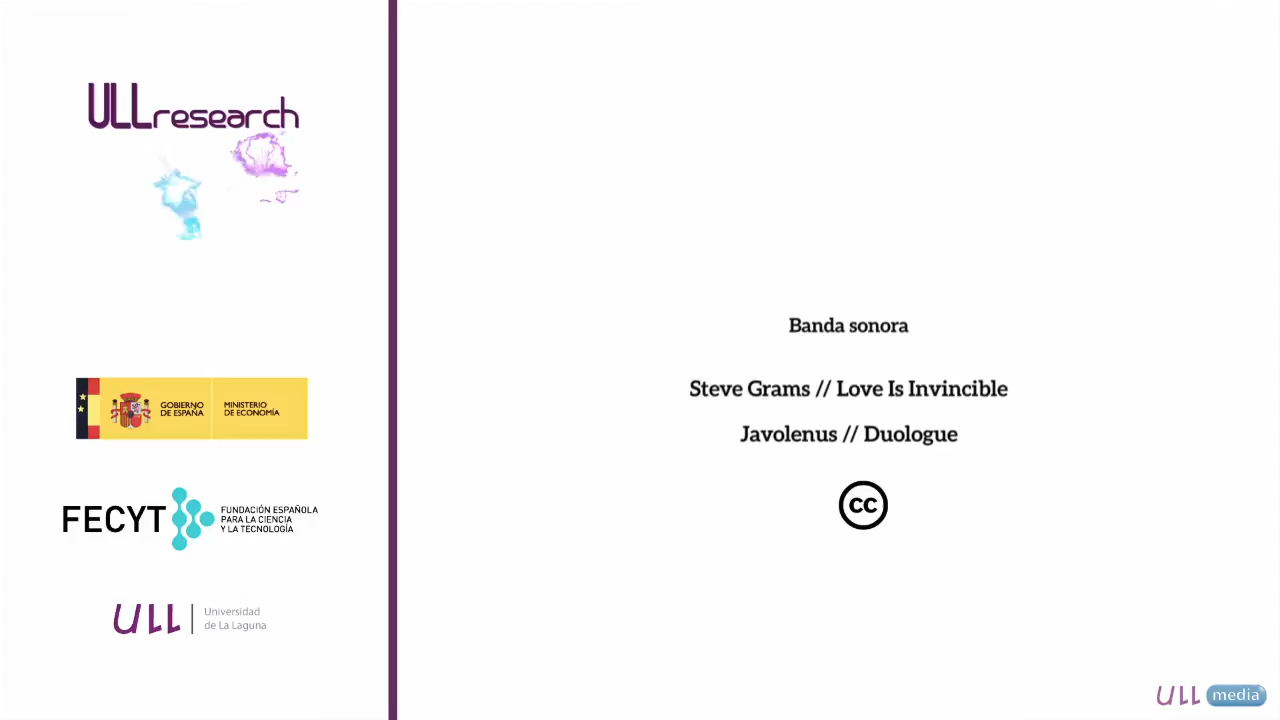 ULLresearch
GOBIERNO
DE ESPAÑA
MINISTERIO
DE ECONOMÍA
FECYT
FUNDACIÓN ESPAÑOLA
PARA LA CIENCIA
Y LA TECNOLOGÍA
ULL
Universidad
de La Laguna
Banda sonora
Steve Grams // Love Is Invincible
Javolenus // Duologue
cc
ULL media